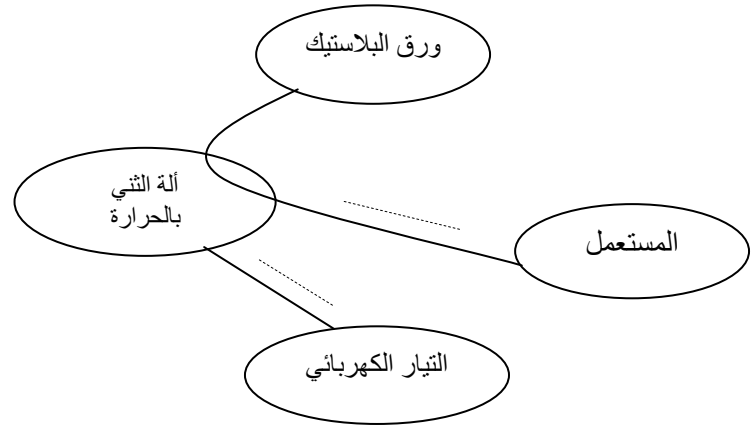 ورق البلاستيك
ألة الثني
بالحرارة
المستعمل
التيار الكهربائي